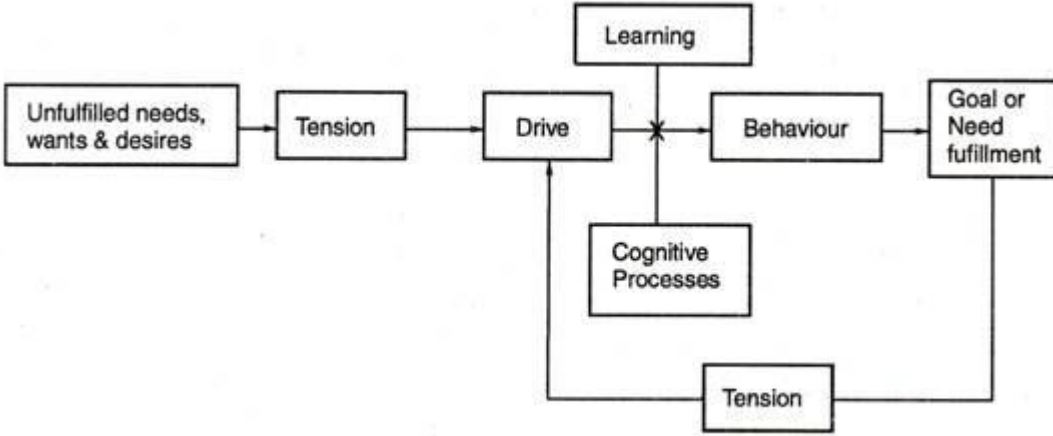 Learning
Unfulfilled needs,
wants & desires
Tension
Drive
Behaviour
Goal or
Need
fufillment
Cognitive
Processes
Tension